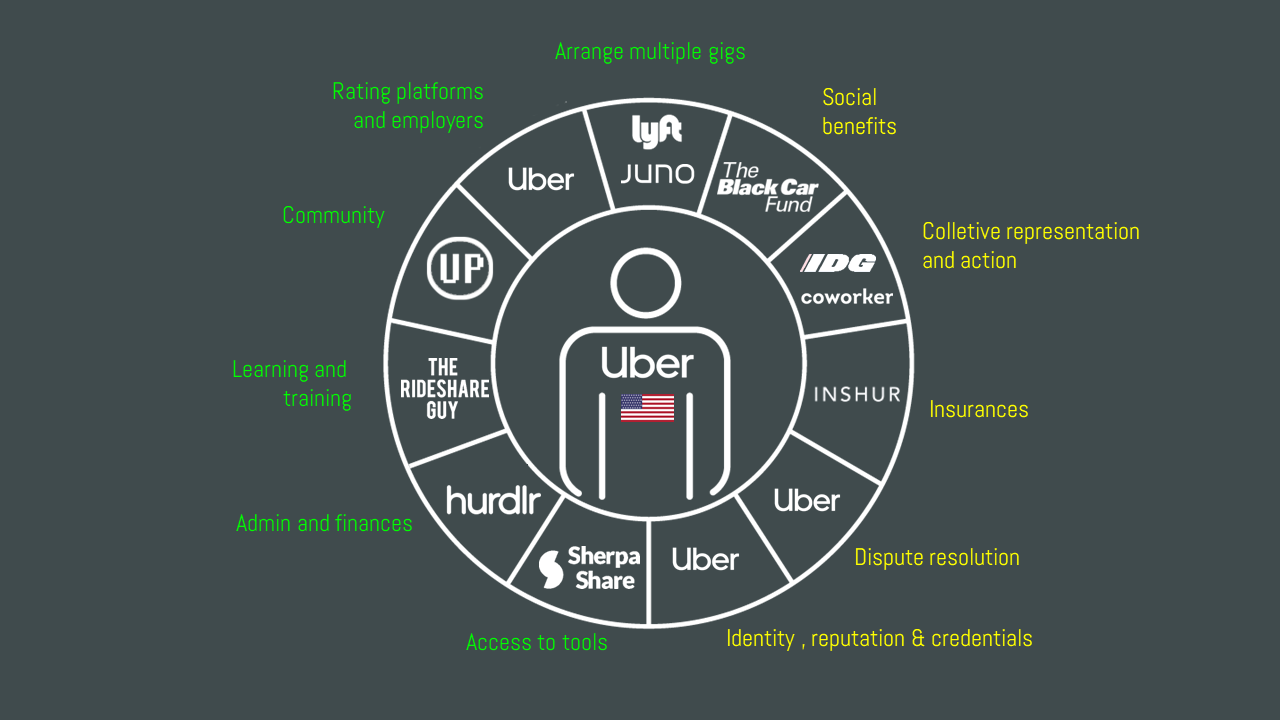 Arrange multiple gigs
Rating platforms
and employers
Social
benefits
lyft
JUNO
Uber
The
Black Car
Fund
Community
UP
Colletive representation
and action
IDG
coworker
Uber
Learning and
training
THE
RIDESHARE
GUY
INSHUR
Insurances
hurdlr
Uber
Admin and finances
Sherpa
Share
Uber
Dispute resolution
Access to tools
Identity , reputation & credentials